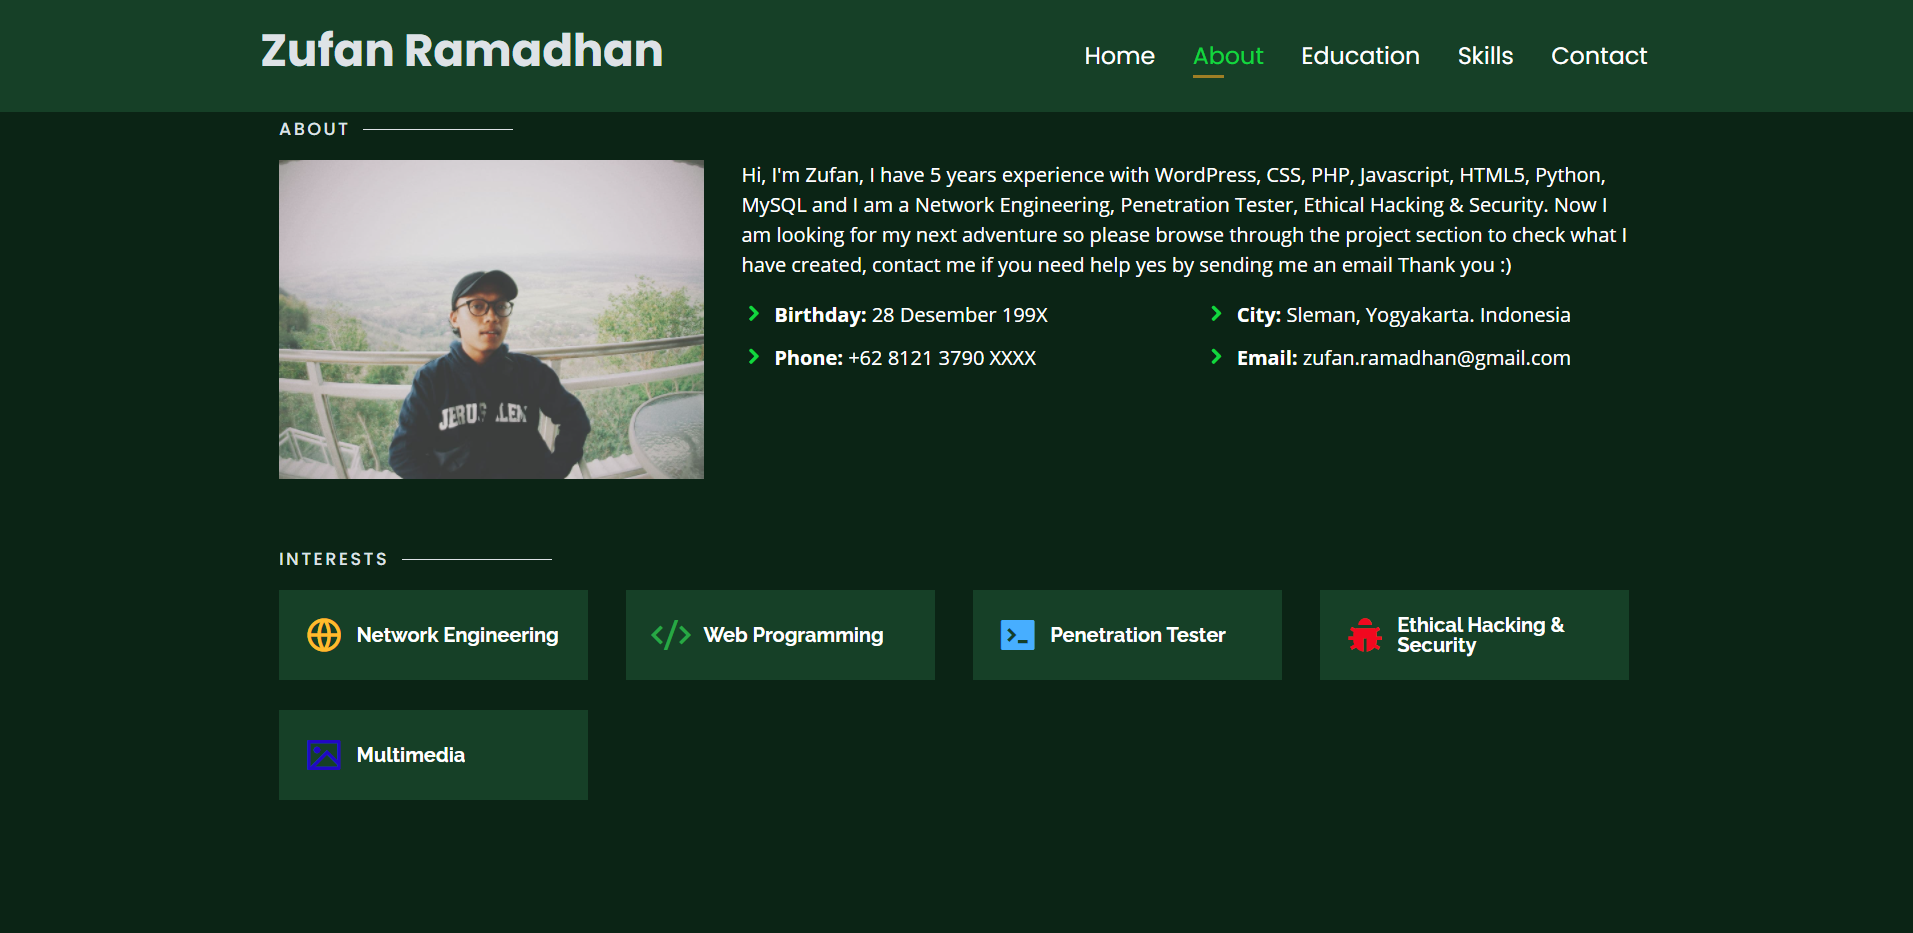 Zufan Ramadhan
Home About Education Skills Contact
ABOUT
Hi, I'm Zufan, I have 5 years experience with WordPress, CSS, PHP, Javascript, HTML5, Python,
MySQL and I am a Network Engineering, Penetration Tester, Ethical Hacking & Security. Now I
am looking for my next adventure so please browse through the project section to check what I
have created, contact me if you need help yes by sending me an email Thank you :)
Birthday: 28 Desember 199X
City: Sleman, Yogyakarta. Indonesia
Phone: +62 8121 3790 XXXX
Email: zufan.ramadhan@gmail.com
INTERESTS
Network Engineering
Web Programming
Penetration Tester
Ethical Hacking &
Security
Multimedia